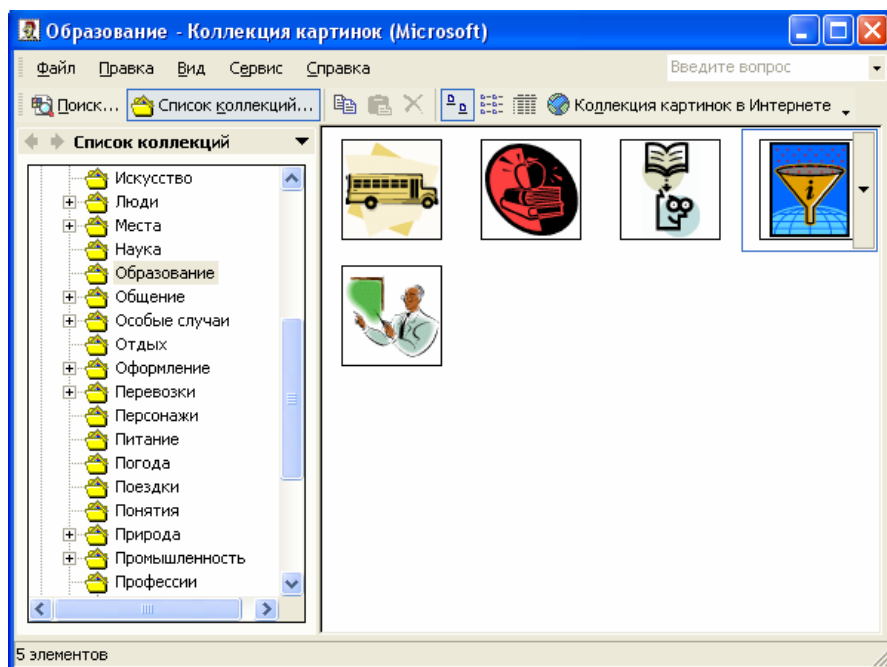 Образование - Коллекция картинок (Microsoft)
Файл Правка Вид Сервис Справка Введите вопрос
Поиск... Список коллекций... Коллекция картинок в Интернете
Список коллекций
Искусство
Люди
Места
Наука
Образование
Общение
Особые случаи
Отдых
Оформление
Перевозки
Персонажи
Питание
Погода
Поездки
Понятия
Природа
Промышленность
Профессии
i
5 элементов